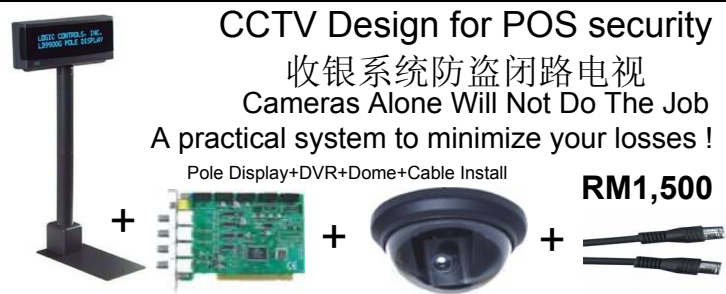 LOGIC CONTROLS, INC.
LD9900G POLE DISPLAY
CCTV Design for POS security
收银系统防盗闭路电视
Cameras Alone Will Not Do The Job
A practical system to minimize your losses !
Pole Display+DVR+Dome+Cable Install
RM1,500
+
+
+